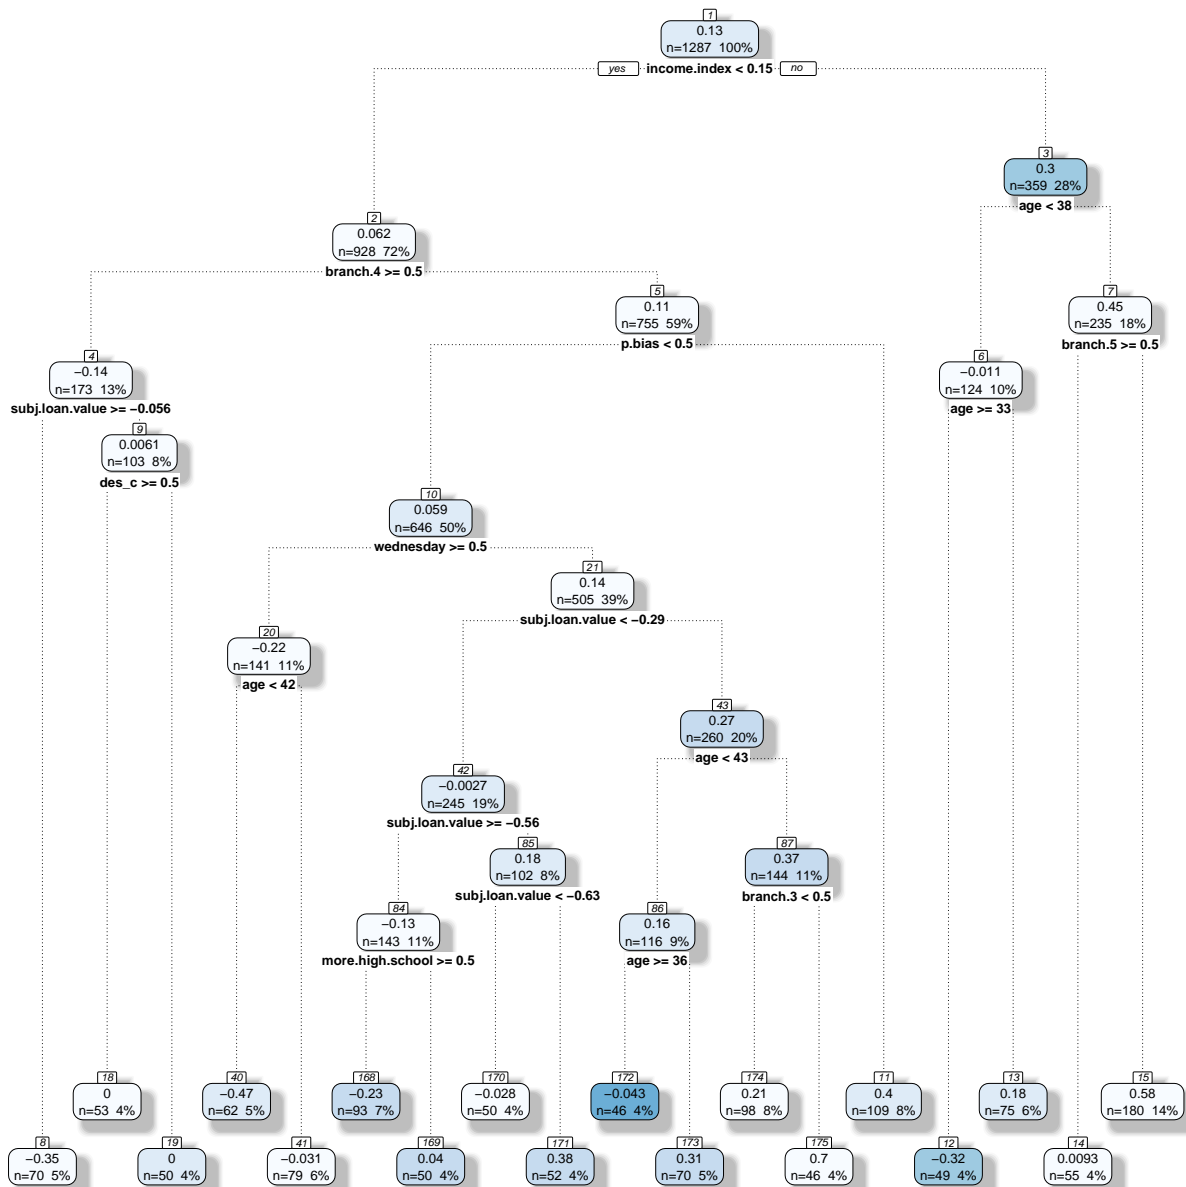 1
0.13
n=1287 100%
yes income.index < 0.15 no
3
0.3
n=359 28%
age < 38
2
0.062
n=928 72%
branch.4 >= 0.5
5
0.11
n=755 59%
p.bias < 0.5
7
0.45
n=235 18%
branch.5 >= 0.5
4
−0.14
n=173 13%
subj.loan.value >= −0.056
6
−0.011
n=124 10%
age >= 33
9
0.0061
n=103 8%
des_c >= 0.5
10
0.059
n=646 50%
wednesday >= 0.5
21
0.14
n=505 39%
subj.loan.value < −0.29
20
−0.22
n=141 11%
age < 42
43
0.27
n=260 20%
age < 43
42
−0.0027
n=245 19%
subj.loan.value >= −0.56
85
0.18
n=102 8%
subj.loan.value < −0.63
87
0.37
n=144 11%
branch.3 < 0.5
84
−0.13
n=143 11%
more.high.school >= 0.5
86
0.16
n=116 9%
age >= 36
18
0
n=53 4%
40
−0.47
n=62 5%
168
−0.23
n=93 7%
170
−0.028
n=50 4%
172
−0.043
n=46 4%
174
0.21
n=98 8%
11
0.4
n=109 8%
13
0.18
n=75 6%
15
0.58
n=180 14%
8
−0.35
n=70 5%
19
0
n=50 4%
41
−0.031
n=79 6%
169
0.04
n=50 4%
171
0.38
n=52 4%
173
0.31
n=70 5%
175
0.7
n=46 4%
12
−0.32
n=49 4%
14
0.0093
n=55 4%